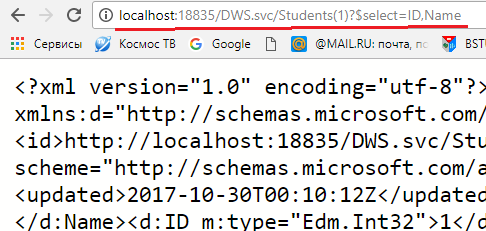 localhost:18835/DWS.svc/Students(1)?$select=ID,Name
Сервисы Космос ТВ Google @MAIL.RU: почта, по BSTU
<?xml version="1.0" encoding="utf-8"?>
xmlns:d="http://schemas.microsoft.com/
<id>http://localhost:18835/DWS.svc/Stu
scheme="http://schemas.microsoft.com/a
<updated>2017-10-30T00:10:12Z</updated
</d:Name><d:ID m:type="Edm.Int32">1</d